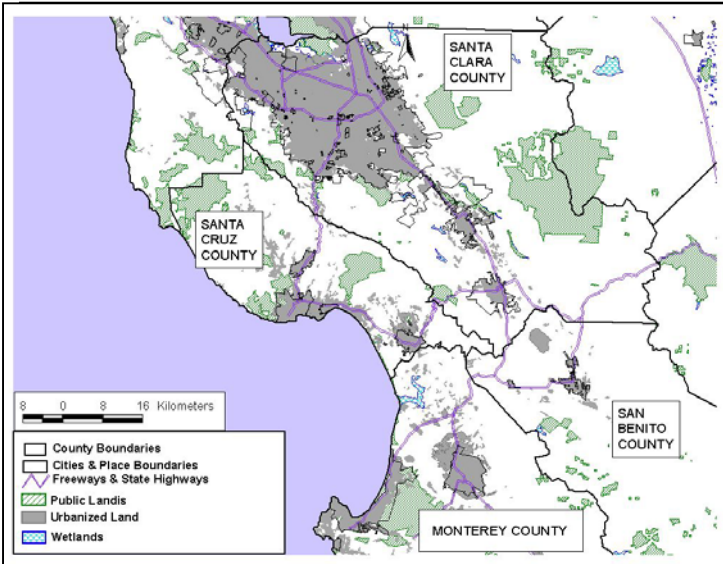 SANTA
CLARA
COUNTY
SANTA
CRUZ
COUNTY
SAN
BENITO
COUNTY
MONTEREY COUNTY
8 0 8 16 Kilometers
County Boundaries
Cities & Place Boundaries
Freeways & State Highways
Public Landis
Urbanized Land
Wetlands